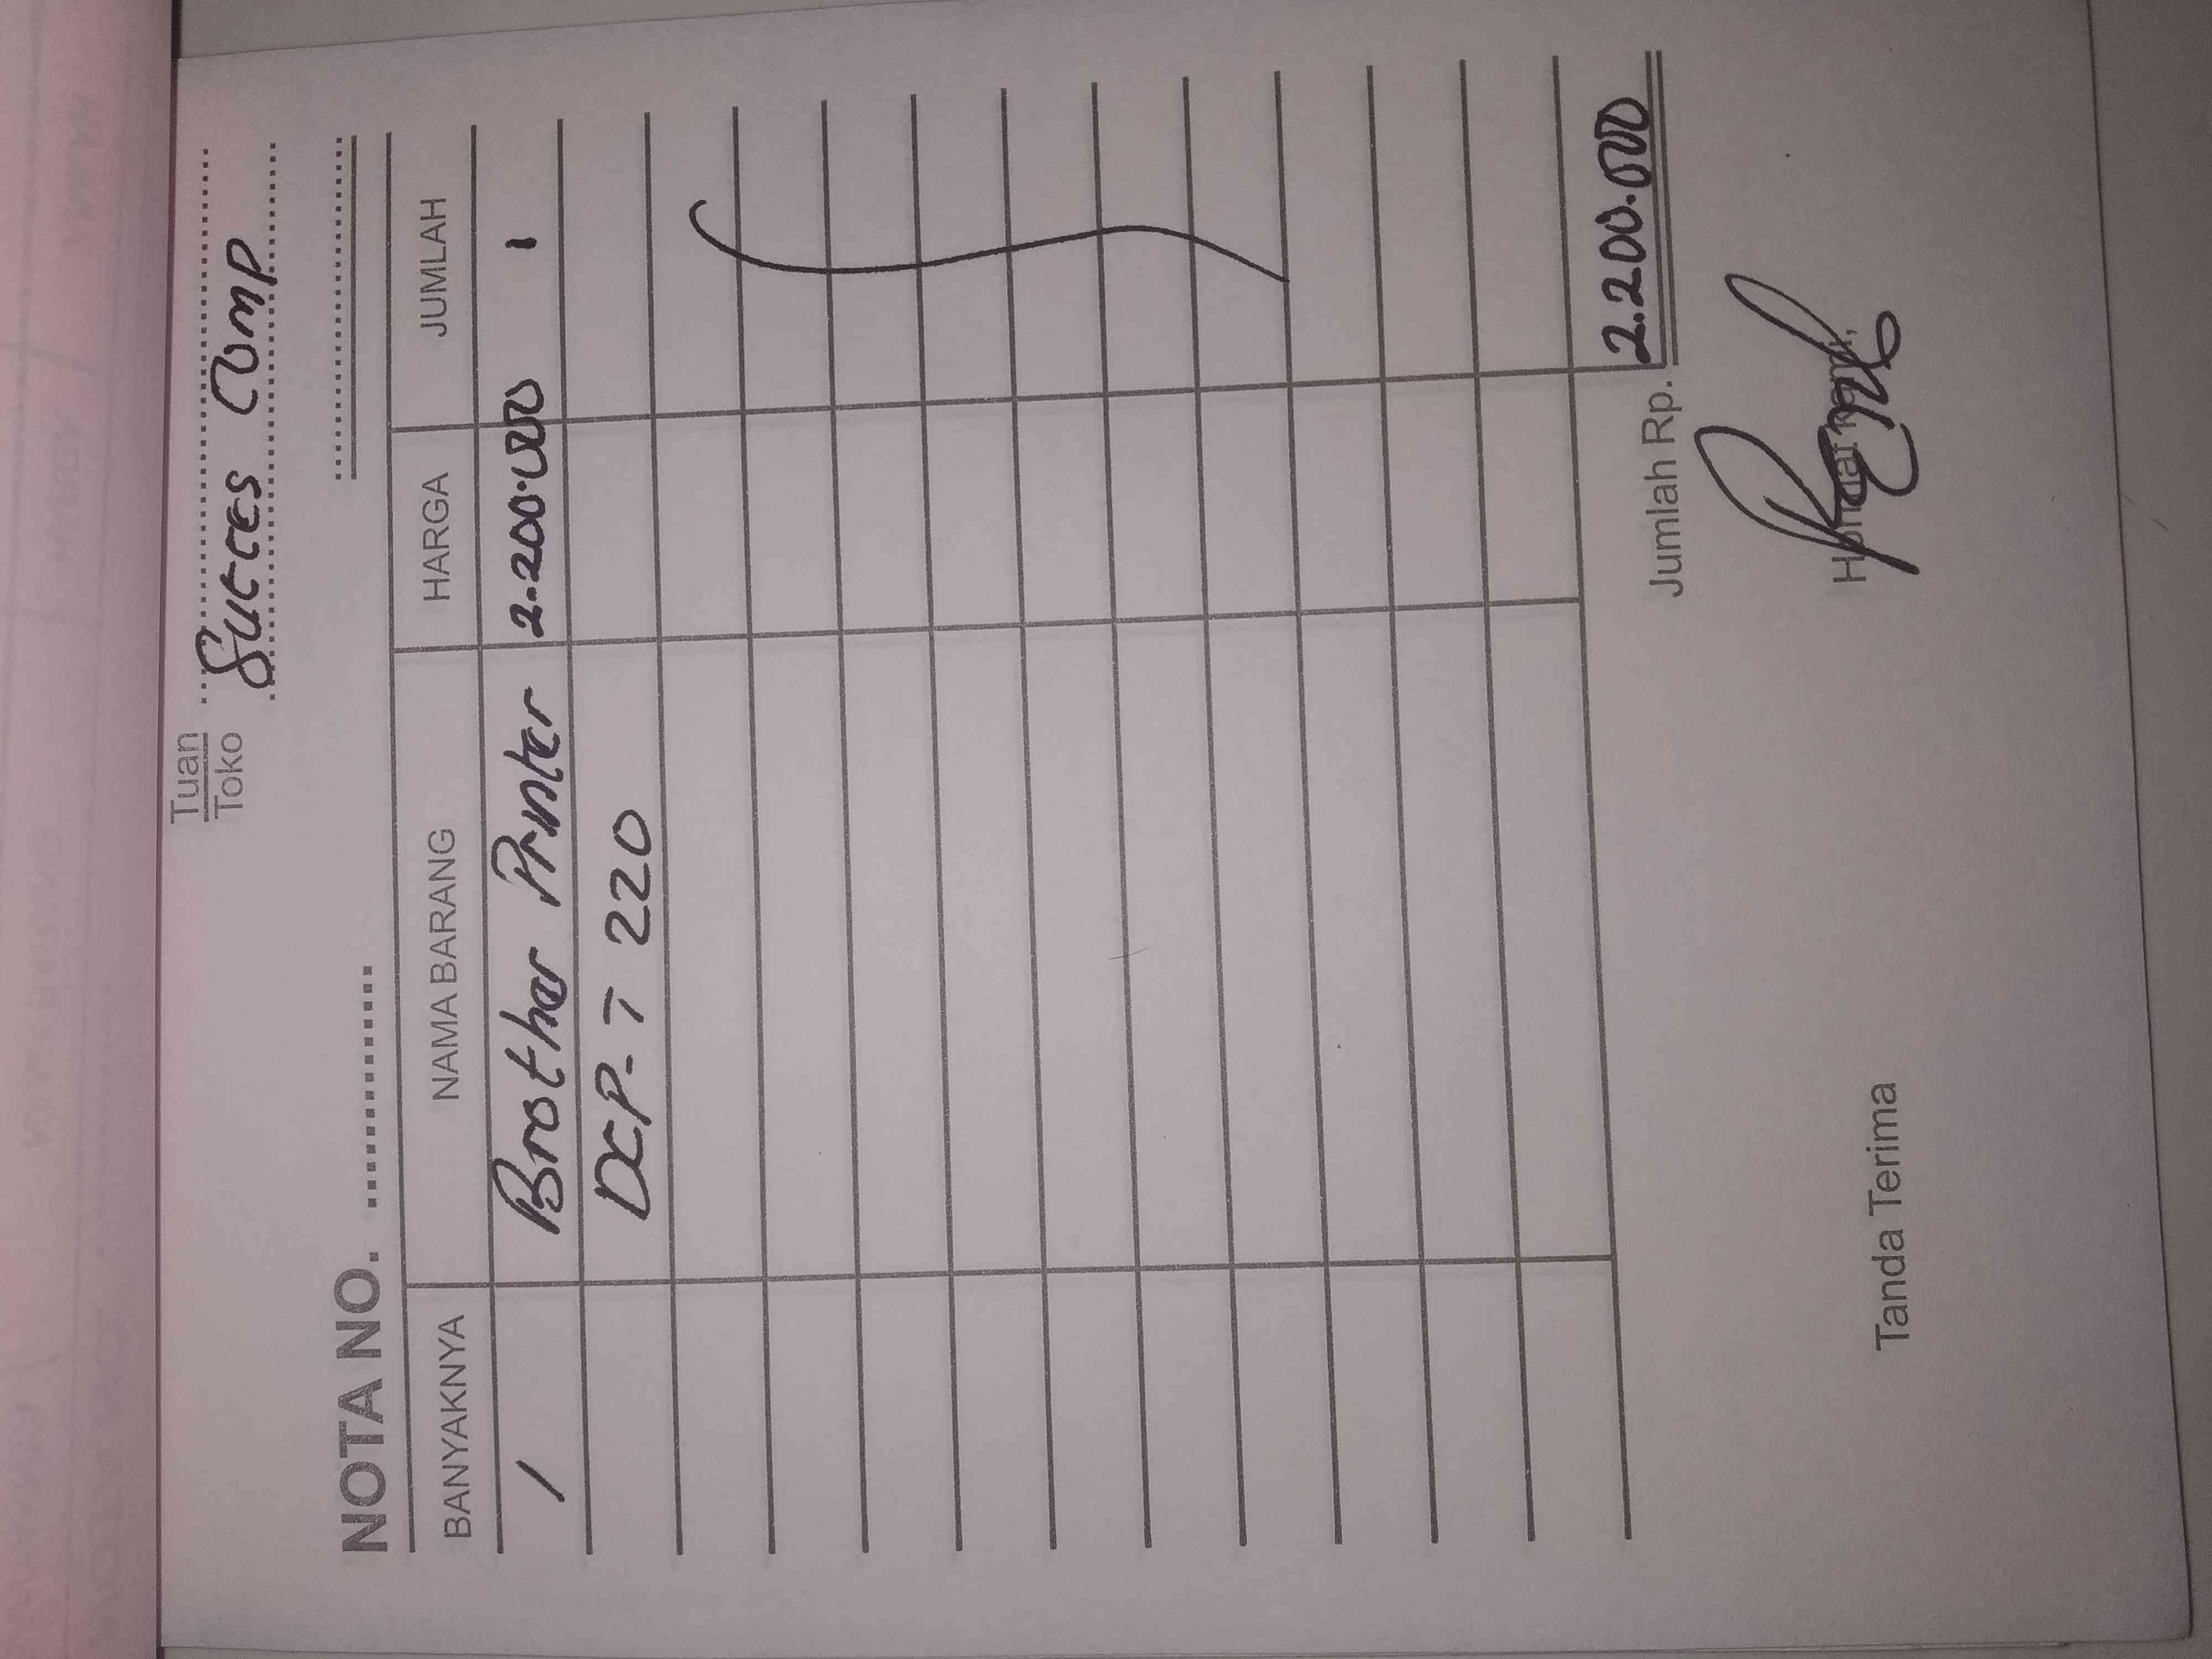 Tuan
Toko Succes Comp
NOTA NO. ..............
BANYAKNYA NAMA BARANG HARGA JUMLAH
1 Brother Printer 2.200.000 1
DCP-T 220
Jumlah Rp. 2.200.000
Tanda Terima Hormat kami,